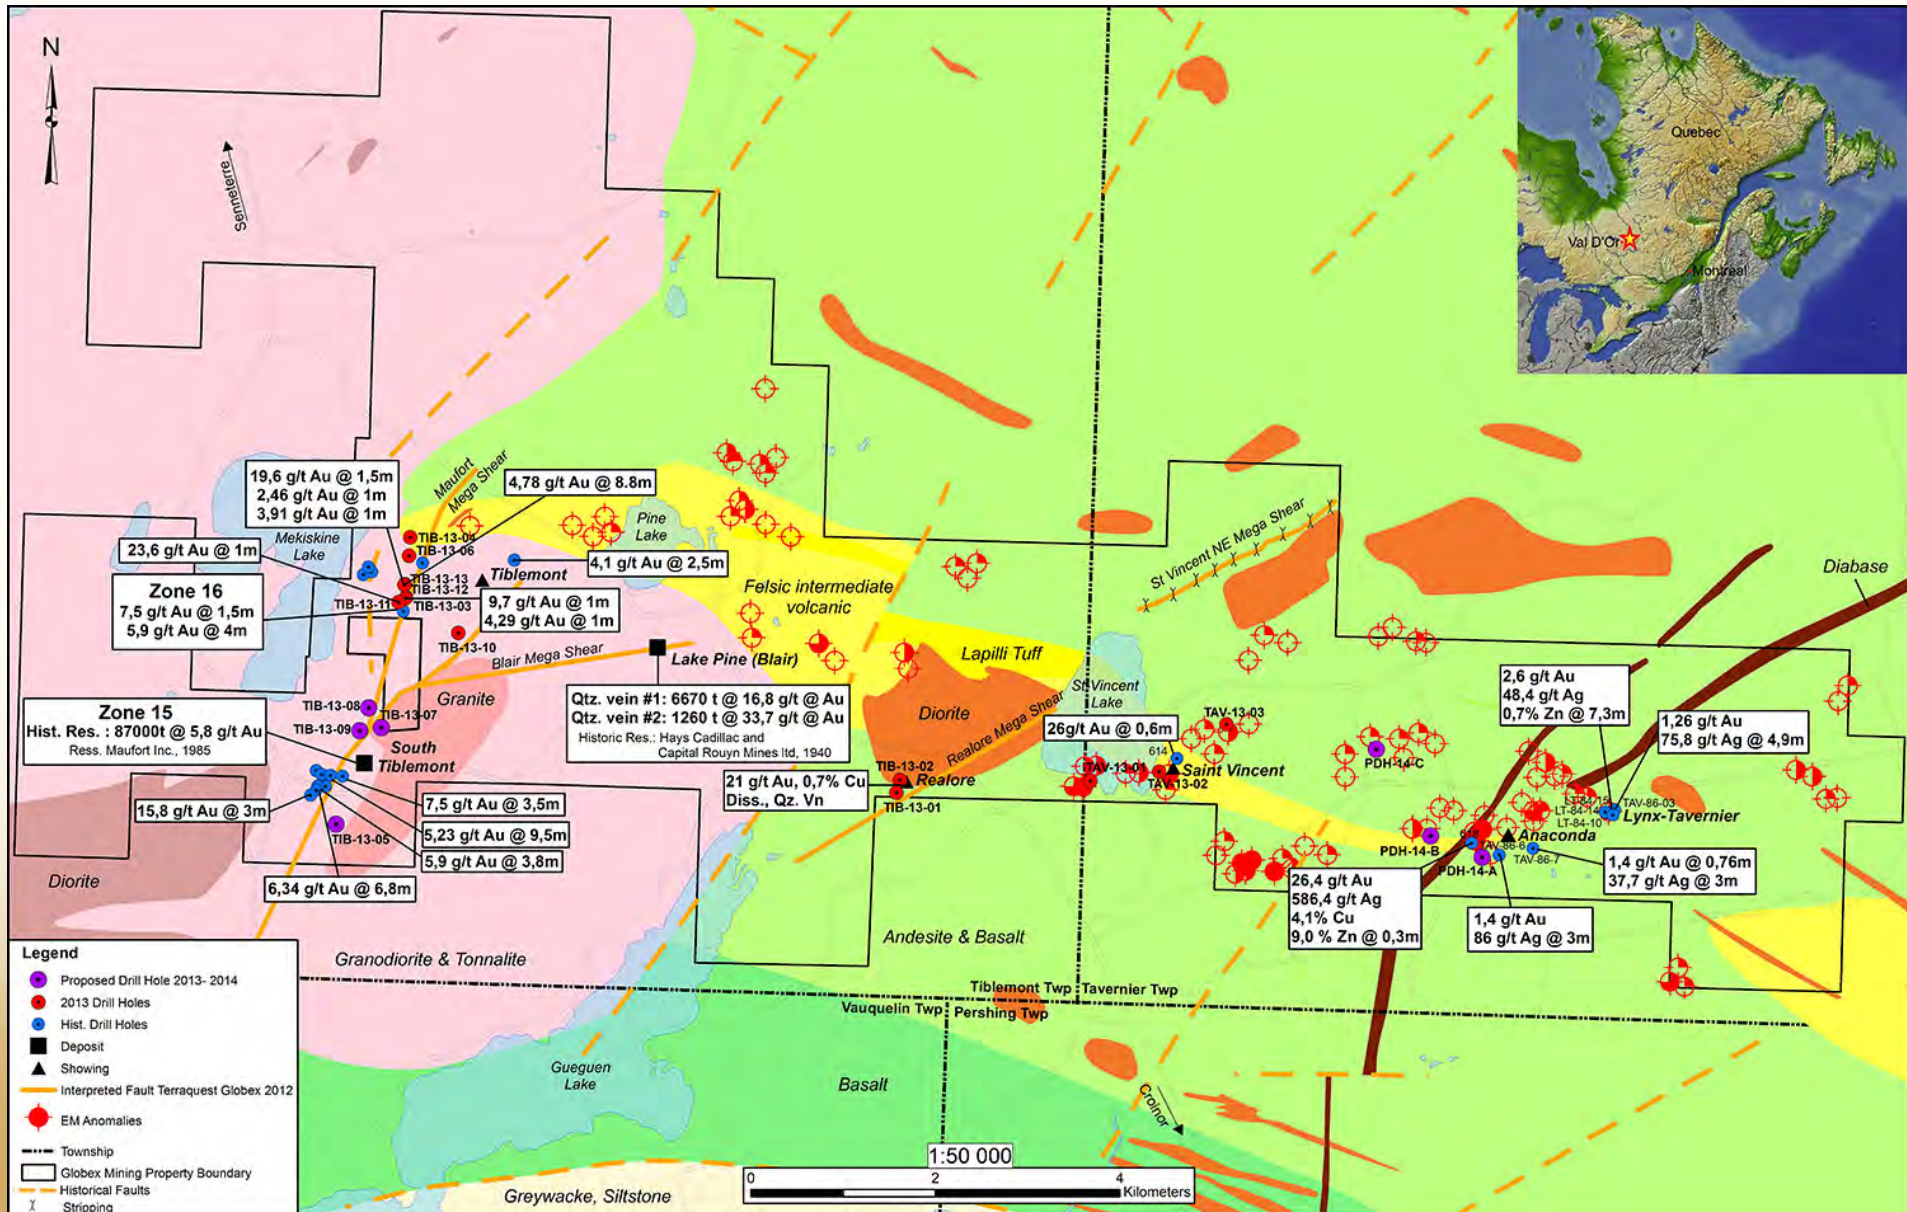 N
Senneterre
Quebec
Val D'Or
Montreal
19,6 g/t Au @ 1,5m
2,46 g/t Au @ 1m
3,91 g/t Au @ 1m
Maufort
Mega Shear
4,78 g/t Au @ 8.8m
Mekiskine
Lake
23,6 g/t Au @ 1m
Zone 16
7,5 g/t Au @ 1,5m
5,9 g/t Au @ 4m
TIB-13-04
TIB-13-06
TIB-13-13
TIB-13-12
TIB-13-11
TIB-13-03
TIB-13-10
Tiblemont
Pine
Lake
4,1 g/t Au @ 2,5m
9,7 g/t Au @ 1m
4,29 g/t Au @ 1m
Felsic intermediate
volcanic
St Vincent NE Mega Shear
Diabase
Blair Mega Shear
Lake Pine (Blair)
Lapilli Tuff
Qtz. vein #1: 6670 t @ 16,8 g/t @ Au
Qtz. vein #2: 1260 t @ 33,7 g/t @ Au
Historic Res.: Hays Cadillac and
Capital Rouyn Mines ltd, 1940
Zone 15
Hist. Res. : 87000t @ 5,8 g/t Au
Ress. Maufort Inc., 1985
TIB-13-08
TIB-13-07
TIB-13-09
Granite
South
Tiblemont
Diorite
Realore Mega Shear
St Vincent
Lake
26g/t Au @ 0,6m
614
TAV-13-03
TAV-13-01
TAV-13-02
Saint Vincent
TIB-13-02
Realore
TIB-13-01
21 g/t Au, 0,7% Cu
Diss., Qz. Vn
2,6 g/t Au
48,4 g/t Ag
0,7% Zn @ 7,3m
1,26 g/t Au
75,8 g/t Ag @ 4,9m
PDH-14-C
LT-84-15
LT-84-14
LT-84-10
TAV-86-03
Lynx-Tavernier
Anaconda
618
TAV-86-6
TAV-86-7
PDH-14-B
PDH-14-A
15,8 g/t Au @ 3m
7,5 g/t Au @ 3,5m
5,23 g/t Au @ 9,5m
5,9 g/t Au @ 3,8m
TIB-13-05
6,34 g/t Au @ 6,8m
Diorite
1,4 g/t Au @ 0,76m
37,7 g/t Ag @ 3m
26,4 g/t Au
586,4 g/t Ag
4,1% Cu
9,0 % Zn @ 0,3m
1,4 g/t Au
86 g/t Ag @ 3m
Granodiorite & Tonnalite
Andesite & Basalt
Tiblemont Twp
Tavernier Twp
Vauquelin Twp
Pershing Twp
Gueguen
Lake
Basalt
Croinor
Greywacke, Siltstone
Legend
Proposed Drill Hole 2013- 2014
2013 Drill Holes
Hist. Drill Holes
Deposit
Showing
Interpreted Fault Terraquest Globex 2012
EM Anomalies
Township
Globex Mining Property Boundary
Historical Faults
Stripping
1:50 000
0 2 4
Kilometers